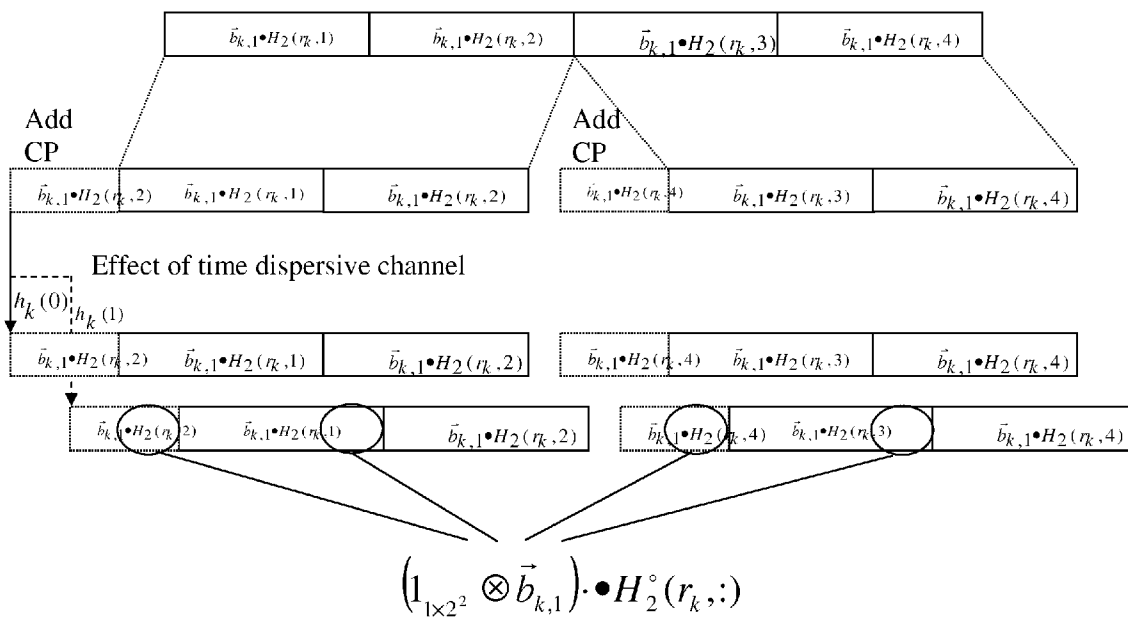 b⃗ₖ,₁•H₂(rₖ,1) b⃗ₖ,₁•H₂(rₖ,2) b⃗ₖ,₁•H₂(rₖ,3) b⃗ₖ,₁•H₂(rₖ,4)
Add CP Add CP
b⃗ₖ,₁•H₂(rₖ,2) b⃗ₖ,₁•H₂(rₖ,1) b⃗ₖ,₁•H₂(rₖ,2) b⃗ₖ,₁•H₂(rₖ,4) b⃗ₖ,₁•H₂(rₖ,3) b⃗ₖ,₁•H₂(rₖ,4)
Effect of time dispersive channel
hₖ(0) hₖ(1)
b⃗ₖ,₁•H₂(rₖ,2) b⃗ₖ,₁•H₂(rₖ,1) b⃗ₖ,₁•H₂(rₖ,2) b⃗ₖ,₁•H₂(rₖ,4) b⃗ₖ,₁•H₂(rₖ,3) b⃗ₖ,₁•H₂(rₖ,4)
b⃗ₖ,₁•H₂(rₖ,2) b⃗ₖ,₁•H₂(rₖ,1) b⃗ₖ,₁•H₂(rₖ,2) b⃗ₖ,₁•H₂(rₖ,4) b⃗ₖ,₁•H₂(rₖ,3) b⃗ₖ,₁•H₂(rₖ,4)
(1_{1×2²} ⊗ b⃗ₖ,₁)·•H₂°(rₖ,:)